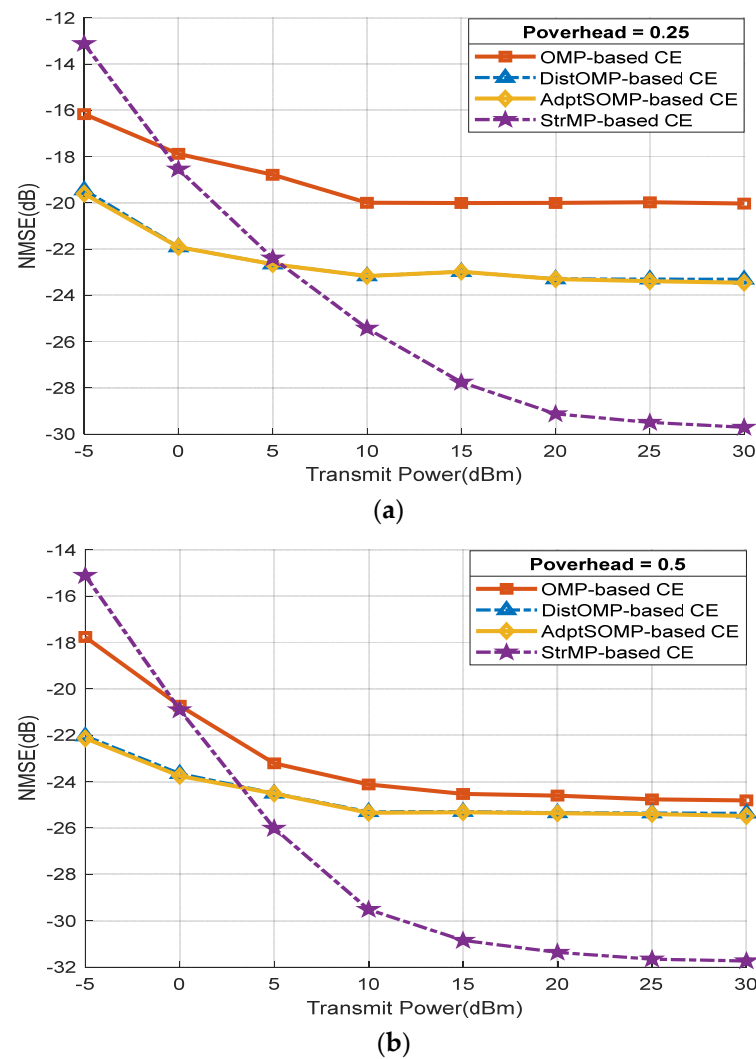 Poverhead = 0.25
OMP-based CE
DistOMP-based CE
AdptSOMP-based CE
StrMP-based CE
NMSE(dB)
-12
-14
-16
-18
-20
-22
-24
-26
-28
-30
-5 0 5 10 15 20 25 30
Transmit Power(dBm)
(a)
Poverhead = 0.5
OMP-based CE
DistOMP-based CE
AdptSOMP-based CE
StrMP-based CE
NMSE(dB)
-14
-16
-18
-20
-22
-24
-26
-28
-30
-32
-5 0 5 10 15 20 25 30
Transmit Power(dBm)
(b)